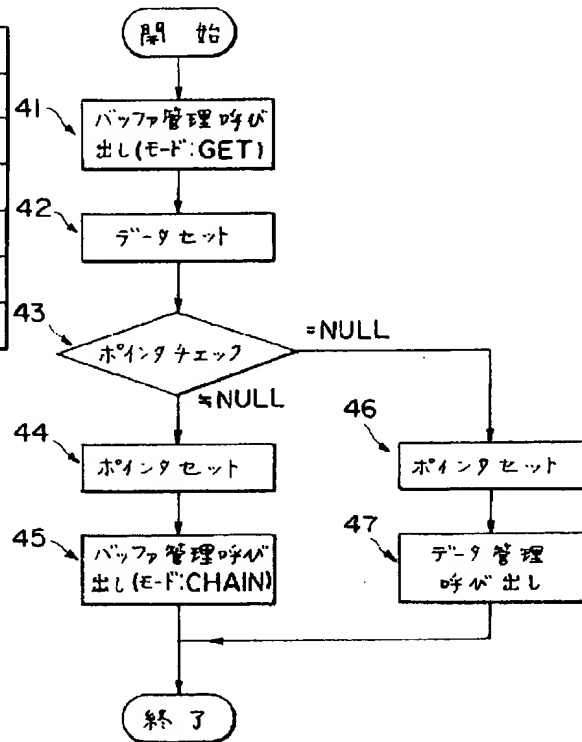 開始
41
バッファ管理呼び
出し(モード:GET)
42
データセット
43
ポインタチェック
=NULL
≒NULL
44
ポインタセット
46
ポインタセット
45
バッファ管理呼び
出し(モード:CHAIN)
47
データ管理
呼び出し
終了